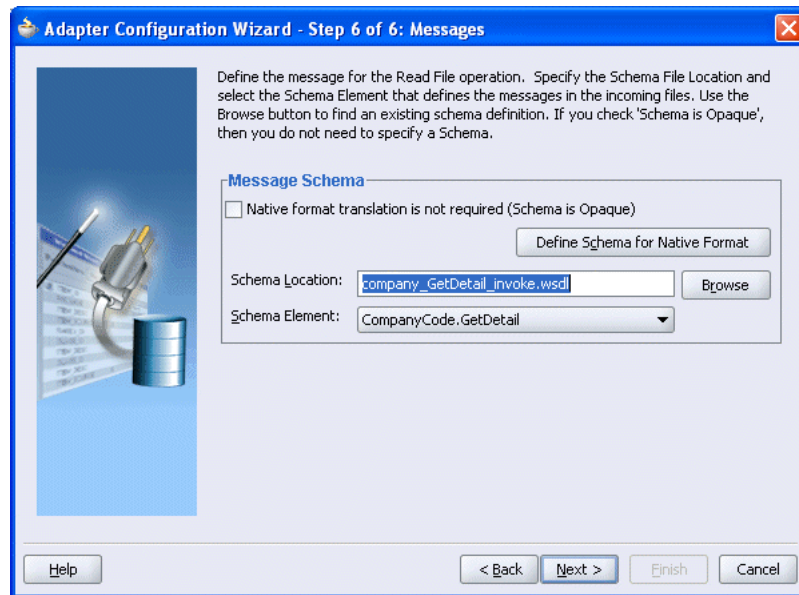 Adapter Configuration Wizard - Step 6 of 6: Messages
Define the message for the Read File operation. Specify the Schema File Location and
select the Schema Element that defines the messages in the incoming files. Use the
Browse button to find an existing schema definition. If you check 'Schema is Opaque',
then you do not need to specify a Schema.
Message Schema
Native format translation is not required (Schema is Opaque)
Define Schema for Native Format
Schema Location: company_GetDetail_invoke.wsdl Browse
Schema Element: CompanyCode.GetDetail
Help < Back Next > Finish Cancel